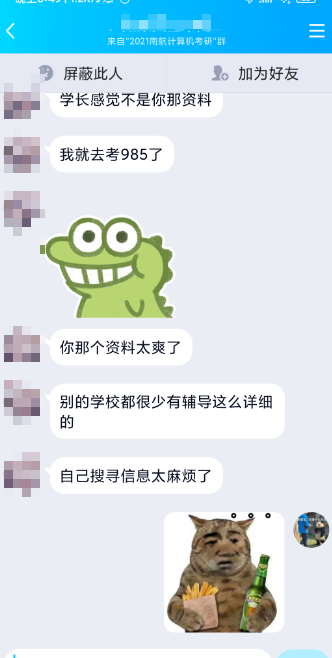 来自"2021南航计算机考研"群
屏蔽此人
加为好友
学长感觉不是你那资料
我就去考985了
你那个资料太爽了
别的学校都很少有辅导这么详细
的
自己搜寻信息太麻烦了